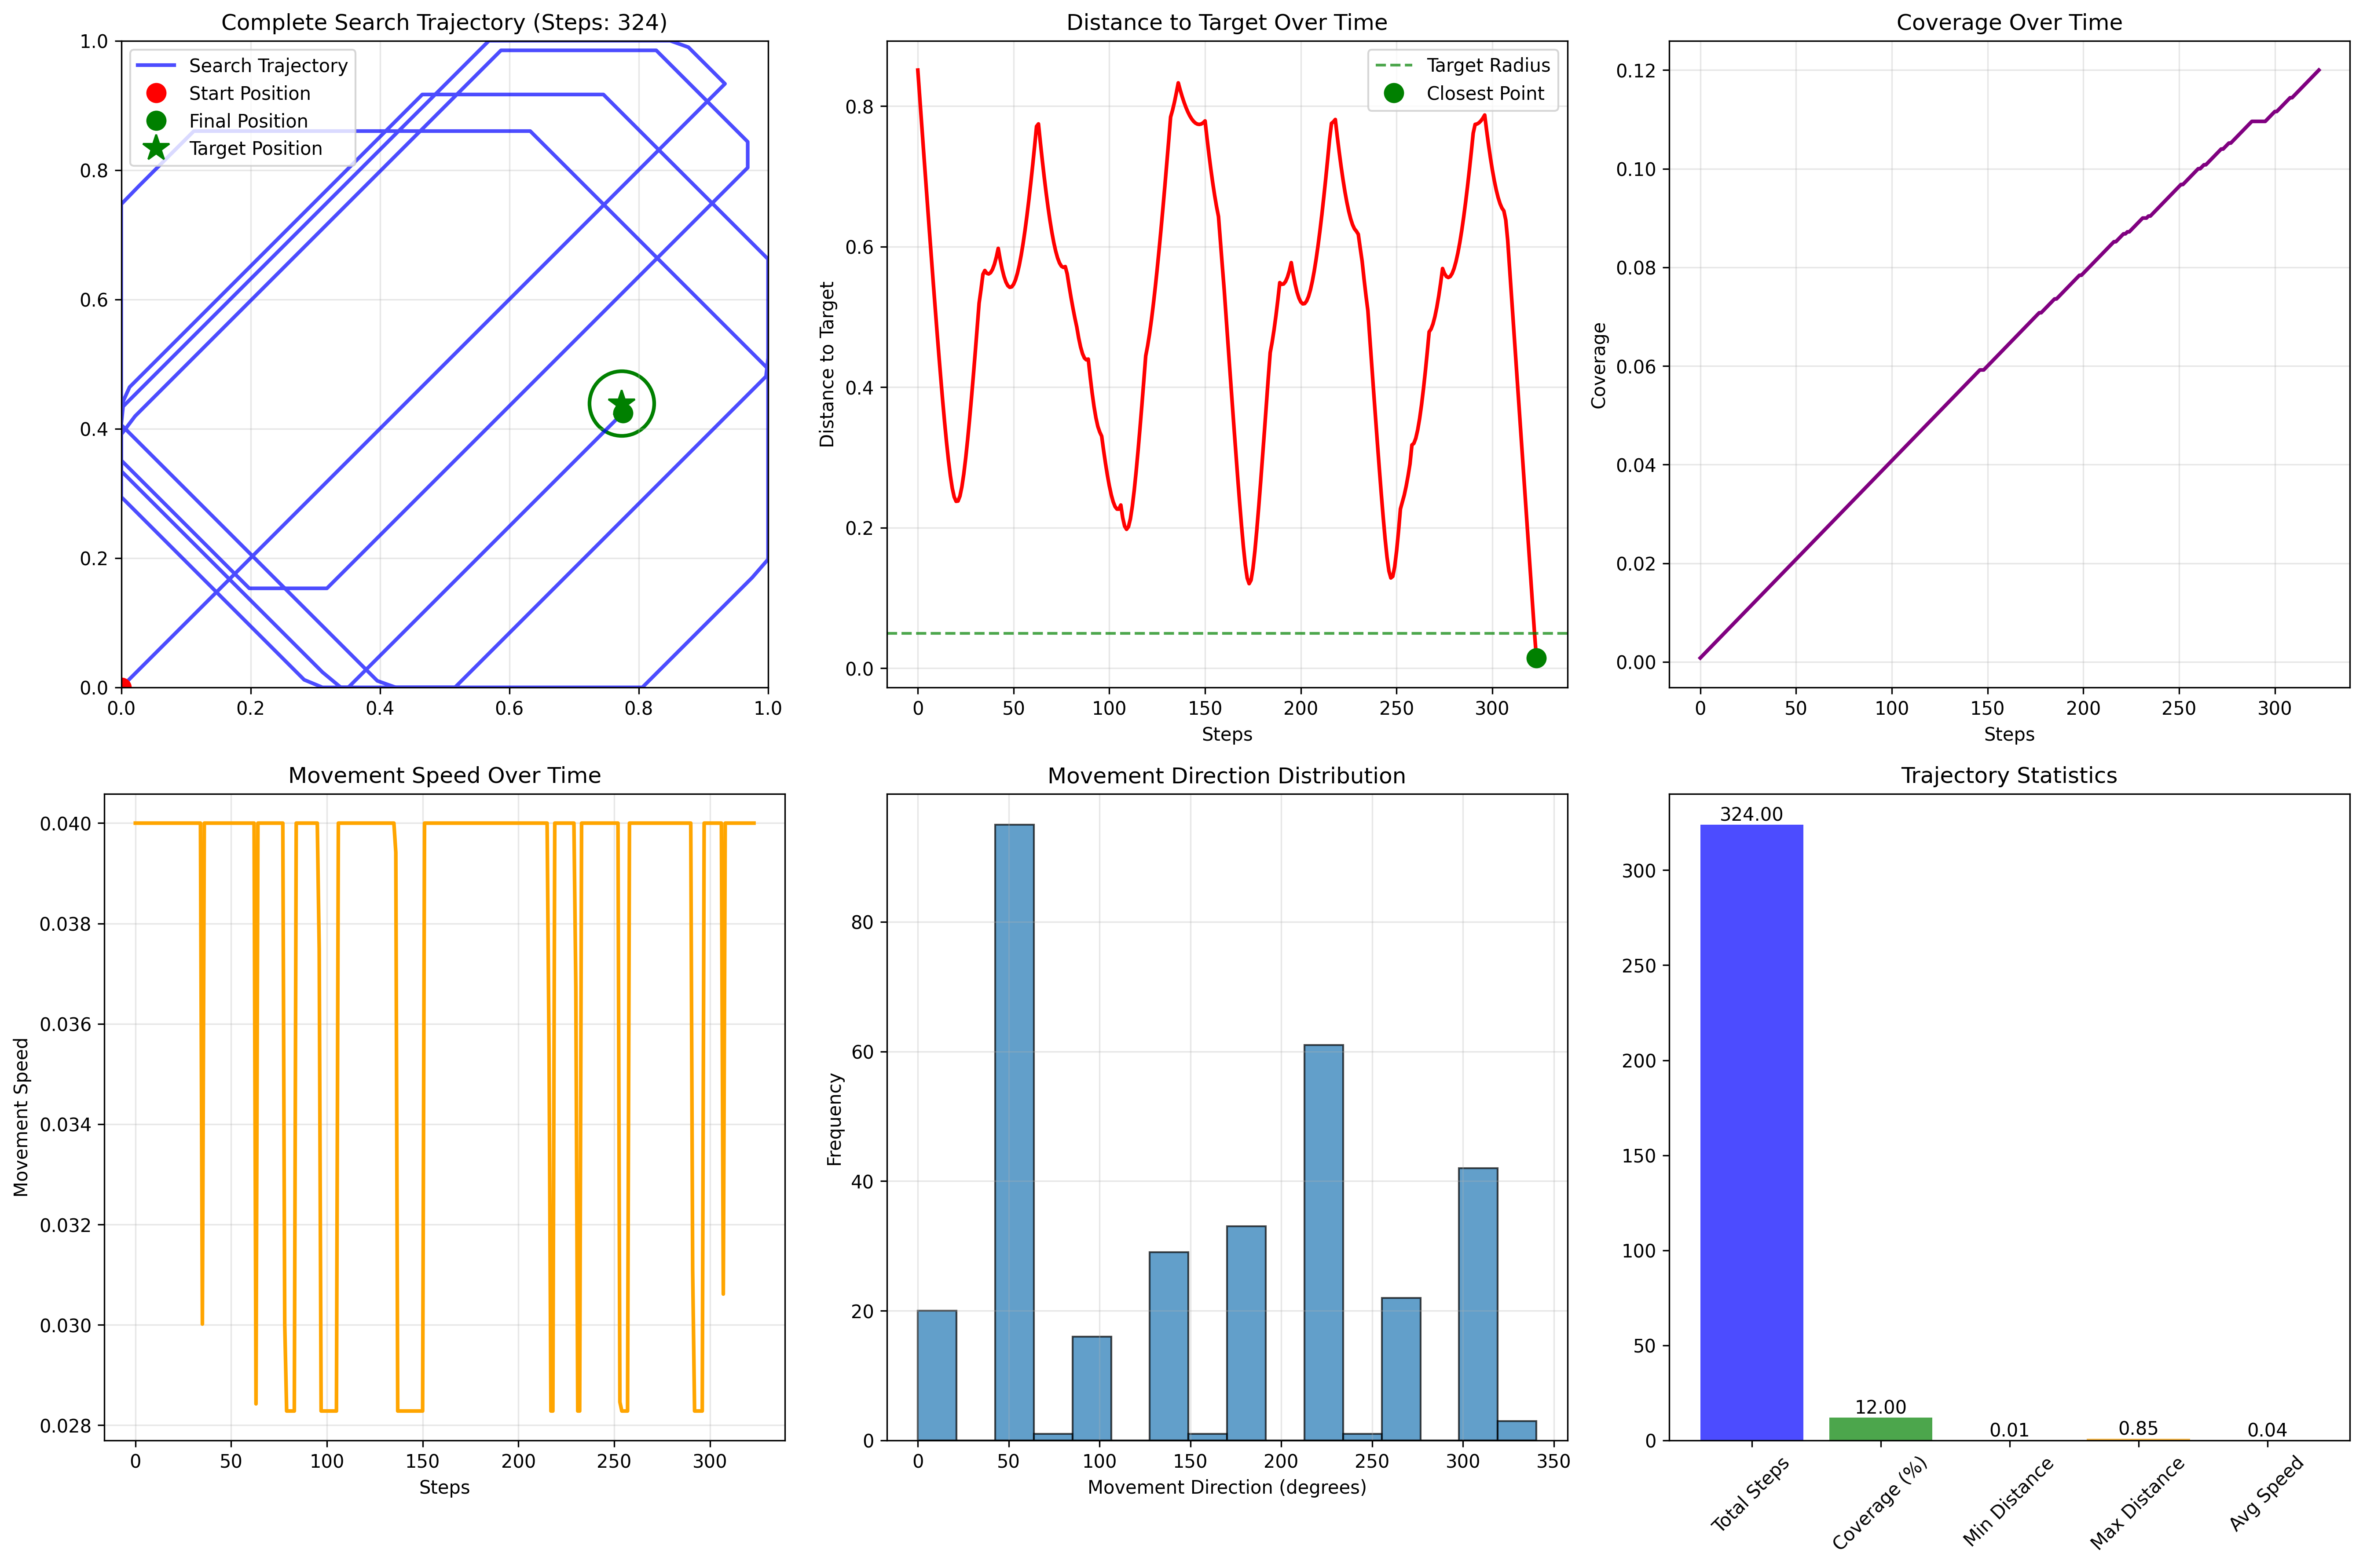 Complete Search Trajectory (Steps: 324)
Search Trajectory
Start Position
Final Position
Target Position
1.0
0.8
0.6
0.4
0.2
0.0
0.0 0.2 0.4 0.6 0.8 1.0
Distance to Target Over Time
Target Radius
Closest Point
Distance to Target
0.8
0.6
0.4
0.2
0.0
0 50 100 150 200 250 300
Steps
Coverage Over Time
Coverage
0.12
0.10
0.08
0.06
0.04
0.02
0.00
0 50 100 150 200 250 300
Steps
Movement Speed Over Time
Movement Speed
0.040
0.038
0.036
0.034
0.032
0.030
0.028
0 50 100 150 200 250 300
Steps
Movement Direction Distribution
Frequency
80
60
40
20
0
0 50 100 150 200 250 300 350
Movement Direction (degrees)
Trajectory Statistics
324.00
12.00
0.01
0.85
0.04
300
250
200
150
100
50
0
Total Steps
Coverage (%)
Min Distance
Max Distance
Avg Speed